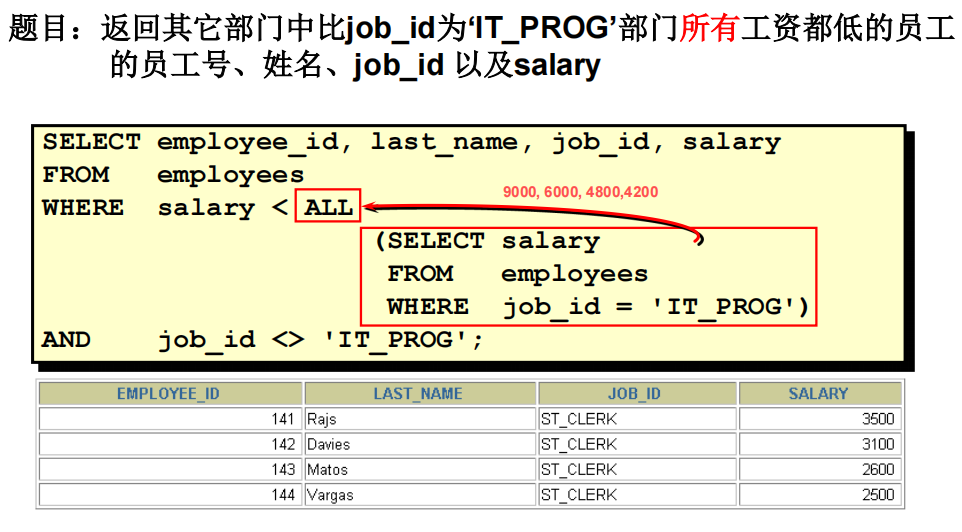 题目：返回其它部门中比job_id为‘IT_PROG’部门所有工资都低的员工
的员工号、姓名、job_id 以及salary
SELECT employee_id, last_name, job_id, salary
FROM employees
9000, 6000, 4800,4200
WHERE salary < ALL
(SELECT salary
FROM employees
WHERE job_id = 'IT_PROG')
AND job_id <> 'IT_PROG';
EMPLOYEE_ID LAST_NAME JOB_ID SALARY
141 Rajs ST_CLERK 3500
142 Davies ST_CLERK 3100
143 Matos ST_CLERK 2600
144 Vargas ST_CLERK 2500